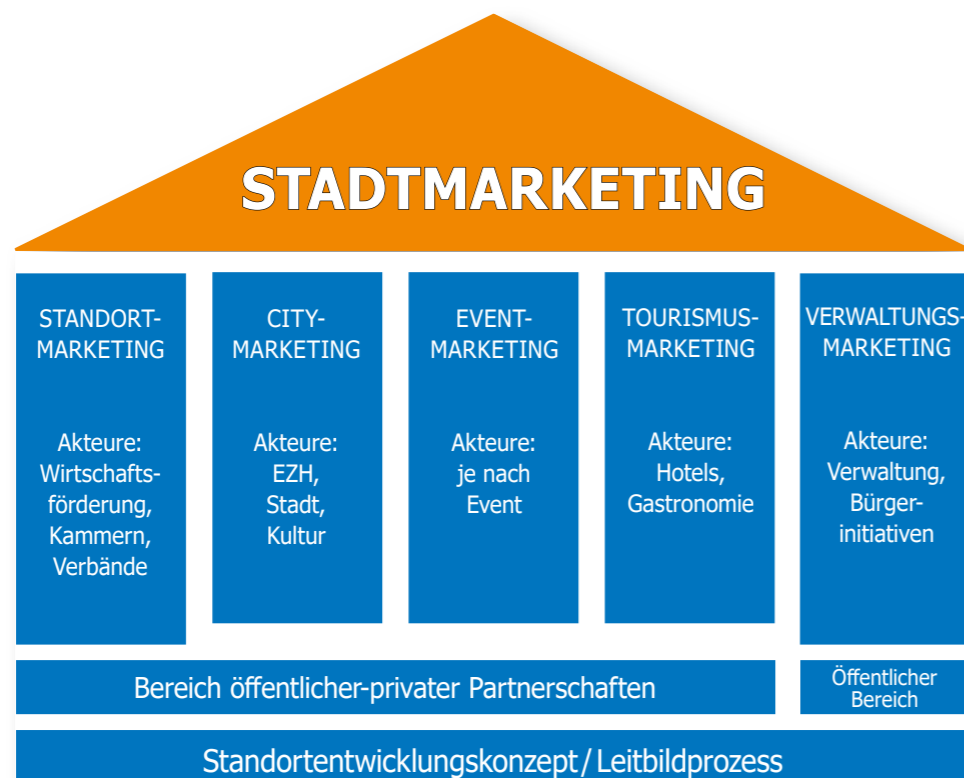 STADTMARKETING
STANDORT-
MARKETING
Akteure:
Wirtschafts-
förderung,
Kammern,
Verbände
CITY-
MARKETING
Akteure:
EZH,
Stadt,
Kultur
EVENT-
MARKETING
Akteure:
je nach
Event
TOURISMUS-
MARKETING
Akteure:
Hotels,
Gastronomie
VERWALTUNGS-
MARKETING
Akteure:
Verwaltung,
Bürger-
initiativen
Bereich öffentlicher-privater Partnerschaften
Öffentlicher
Bereich
Standortentwicklungskonzept / Leitbildprozess